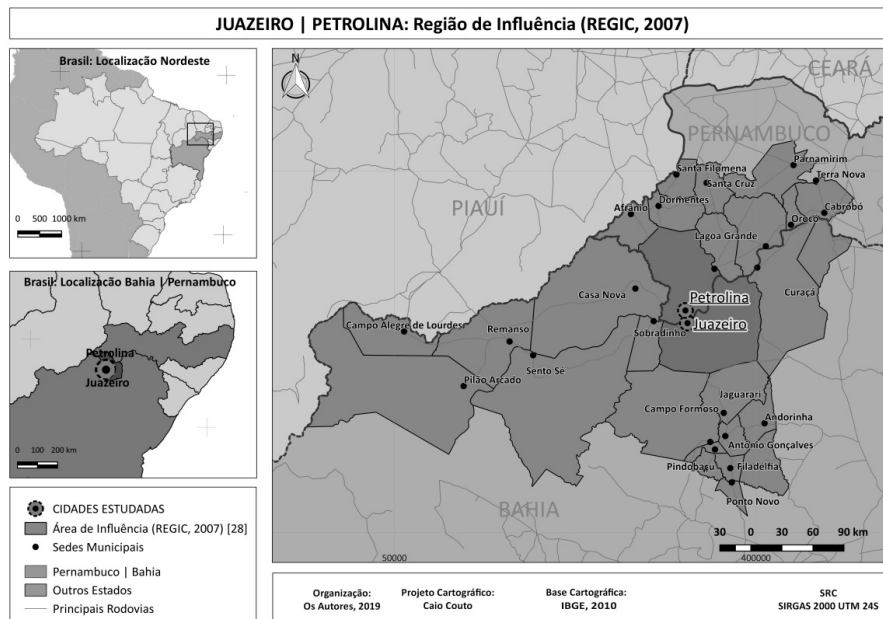 JUAZEIRO | PETROLINA: Região de Influência (REGIC, 2007)
Brasil: Localização Nordeste
0 500 1000 km
Brasil: Localização Bahia | Pernambuco
Petrolina
Juazeiro
0 100 200 km
CIDADES ESTUDADAS
Área de Influência (REGIC, 2007) [28]
Sedes Municipais
Pernambuco | Bahia
Outros Estados
Principais Rodovias
N
CEARÁ
PERNAMBUCO
PIAUÍ
BAHIA
Parnamirim
Santa Filomena
Santa Cruz
Terra Nova
Dormentes
Afrânio
Cabrobó
Orocó
Lagoa Grande
Casa Nova
Curaçá
Petrolina
Juazeiro
Sobradinho
Campo Alegre de Lourdes
Remanso
Sento Sé
Pilão Arcado
Jaguarari
Campo Formoso
Andorinha
Antonio Gonçalves
Pindobaçu
Filadélfia
Ponto Novo
30 0 30 60 90 km
50000
400000
Organização:
Os Autores, 2019
Projeto Cartográfico:
Caio Couto
Base Cartográfica:
IBGE, 2010
SRC
SIRGAS 2000 UTM 24S